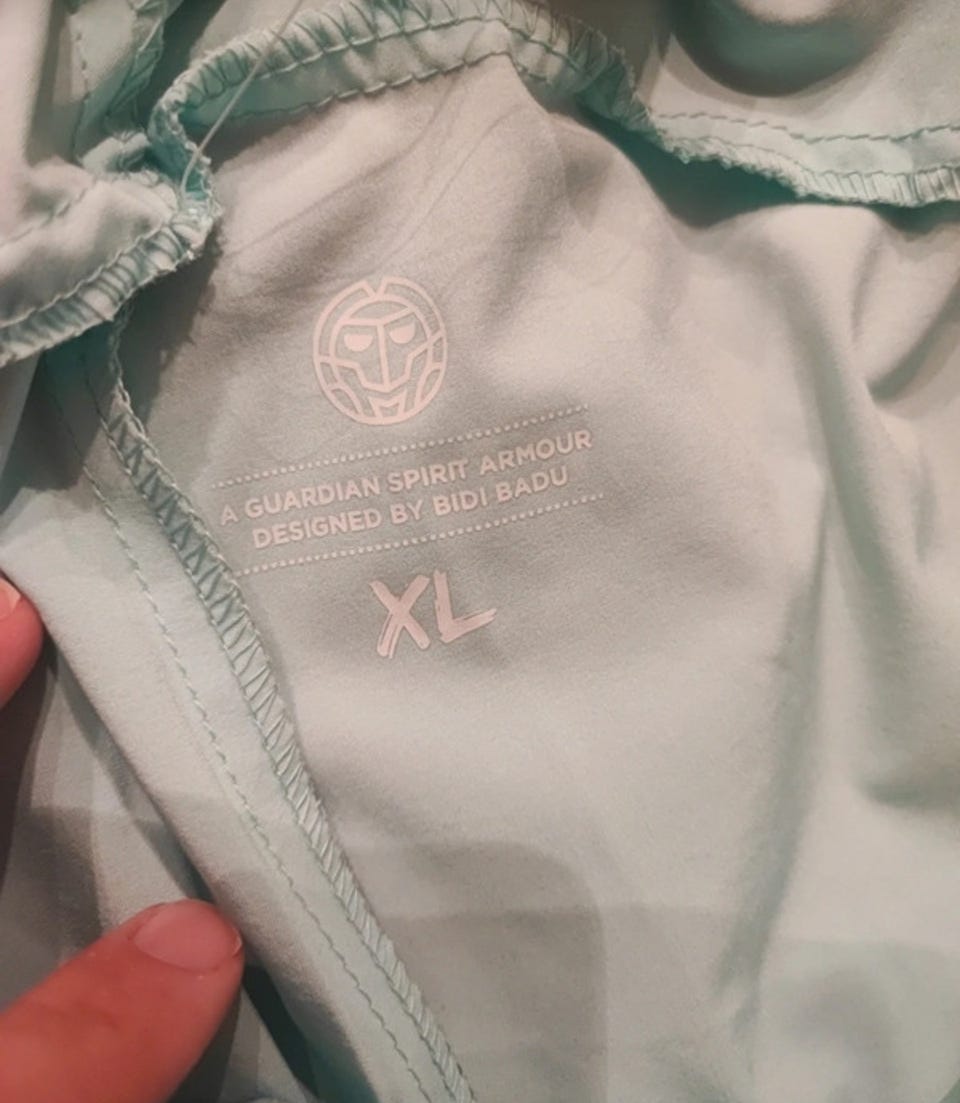 A GUARDIAN SPIRIT ARMOUR
DESIGNED BY BIDI BADU
XL